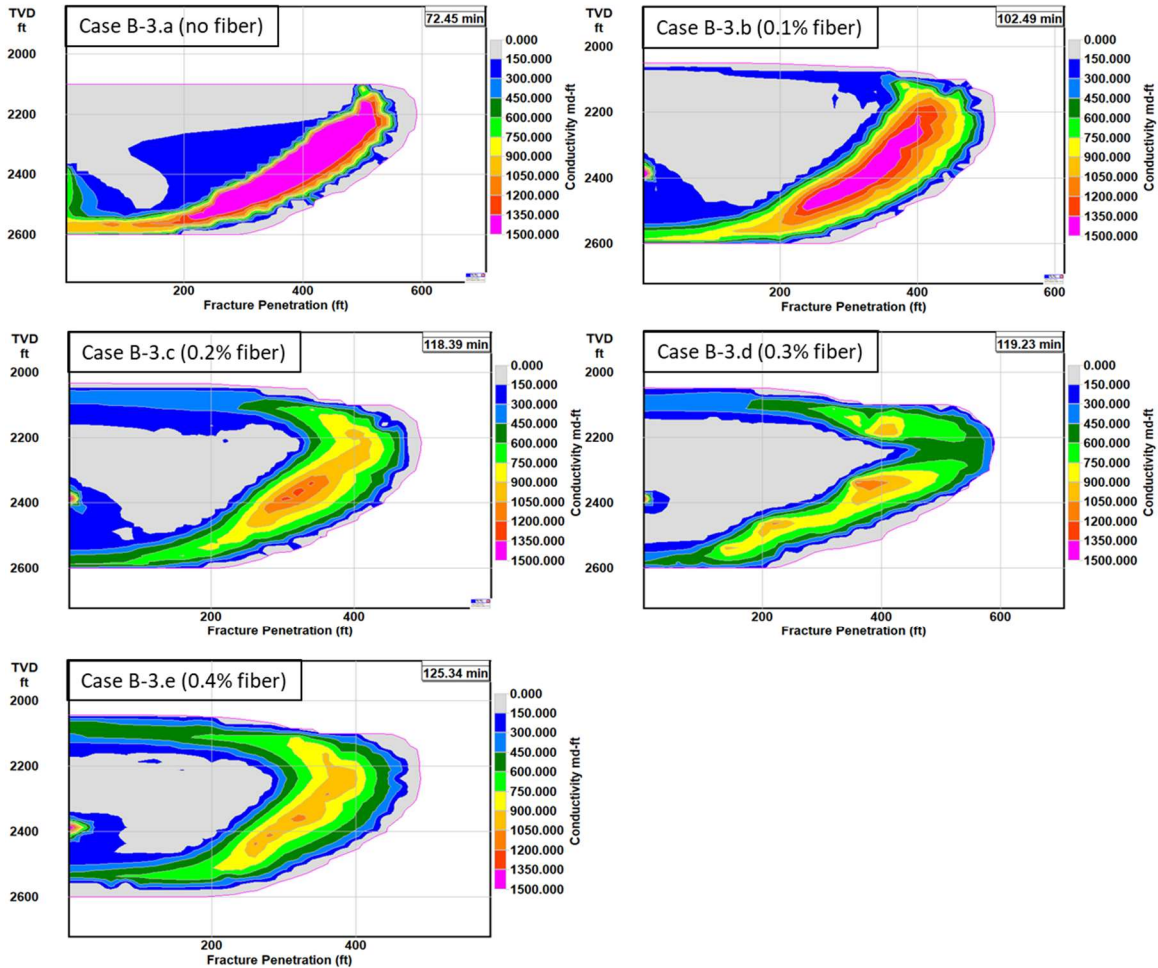 TVD
ft
Case B-3.a (no fiber)
72.45 min
2000
2200
2400
2600
200
400
600
Fracture Penetration (ft)
0.000
150.000
300.000
450.000
600.000
750.000
900.000
1050.000
1200.000
1350.000
1500.000
Conductivity md-ft
TVD
ft
Case B-3.b (0.1% fiber)
102.49 min
2000
2200
2400
2600
200
400
600
Fracture Penetration (ft)
0.000
150.000
300.000
450.000
600.000
750.000
900.000
1050.000
1200.000
1350.000
1500.000
Conductivity md-ft
TVD
ft
Case B-3.c (0.2% fiber)
118.39 min
2000
2200
2400
2600
200
400
Fracture Penetration (ft)
0.000
150.000
300.000
450.000
600.000
750.000
900.000
1050.000
1200.000
1350.000
1500.000
Conductivity md-ft
TVD
ft
Case B-3.d (0.3% fiber)
119.23 min
2000
2200
2400
2600
200
400
600
Fracture Penetration (ft)
0.000
150.000
300.000
450.000
600.000
750.000
900.000
1050.000
1200.000
1350.000
1500.000
Conductivity md-ft
TVD
ft
Case B-3.e (0.4% fiber)
125.34 min
2000
2200
2400
2600
200
400
Fracture Penetration (ft)
0.000
150.000
300.000
450.000
600.000
750.000
900.000
1050.000
1200.000
1350.000
1500.000
Conductivity md-ft